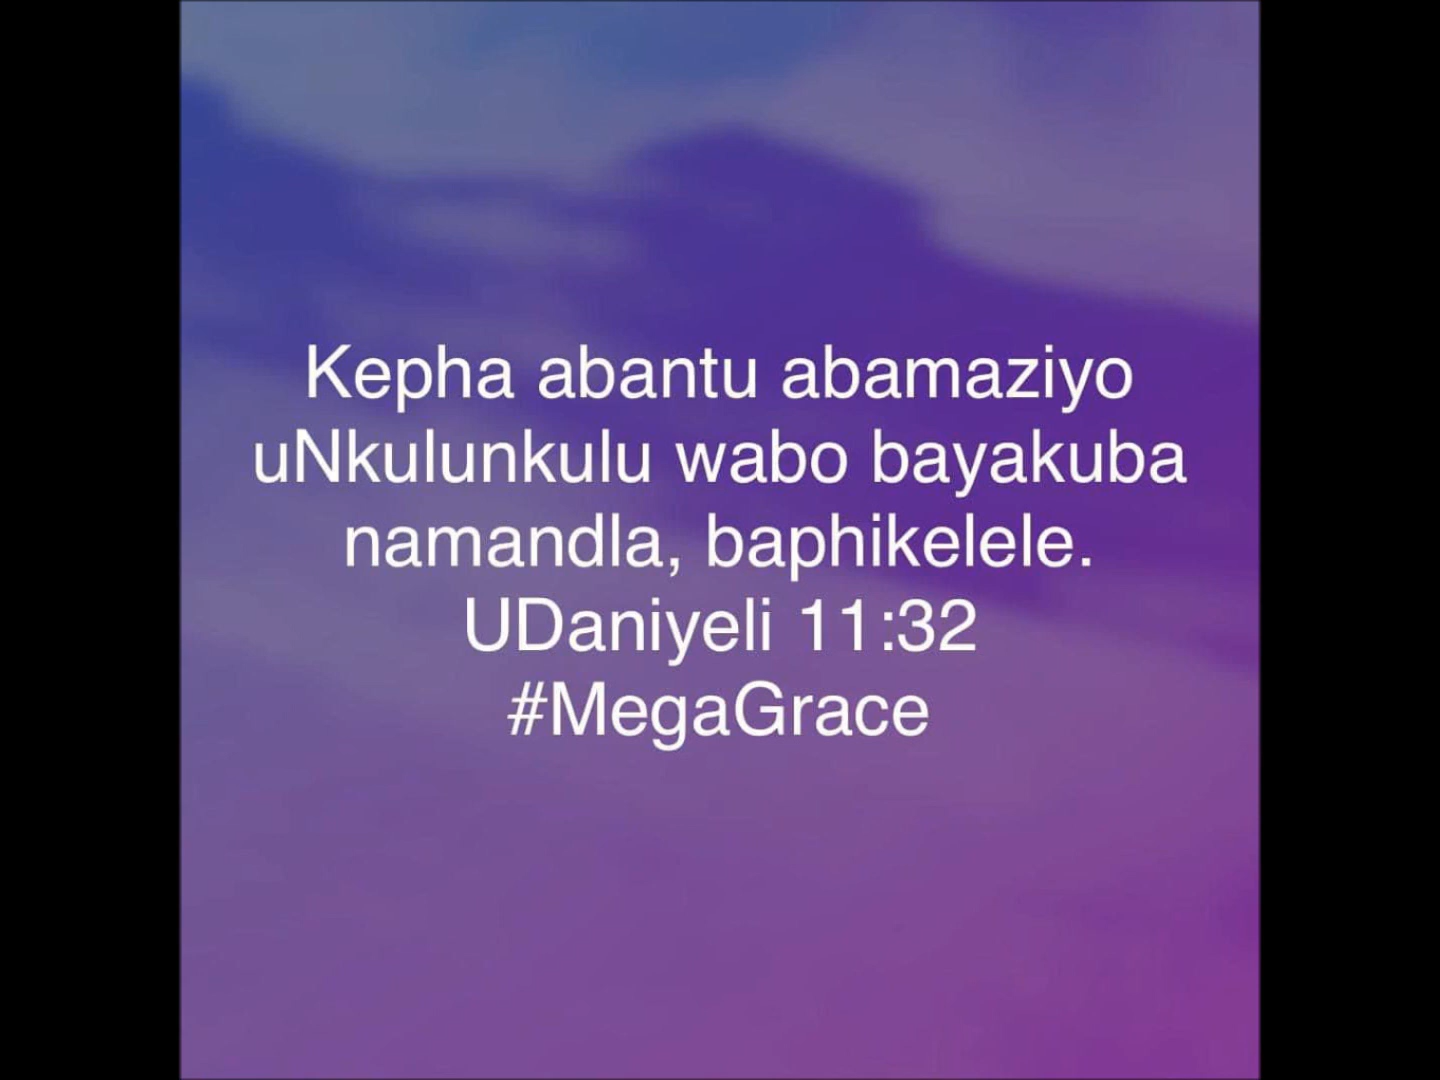 Kepha abantu abamaziyo
uNkulunkulu wabo bayakuba
namandla, baphikelele.
UDaniyeli 11:32
#MegaGrace